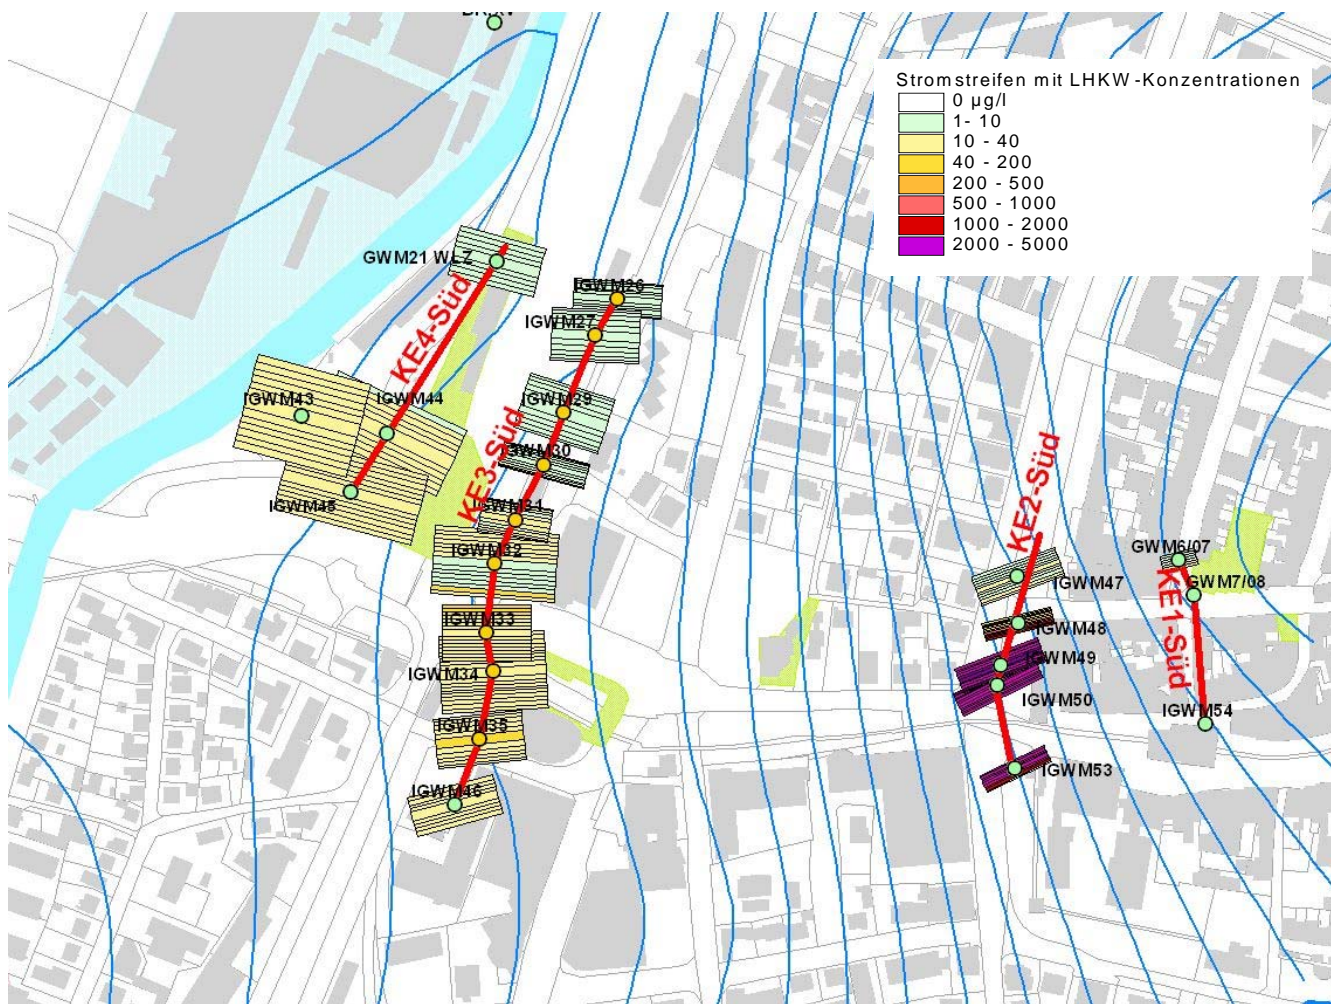 Stromstreifen mit LHKW-Konzentrationen
0 µg/l
1- 10
10 - 40
40 - 200
200 - 500
500 - 1000
1000 - 2000
2000 - 5000
GWM21 WLZ
KE4-Süd
IGWM26
IGWM27
IGWM43
IGWM44
IGWM29
KE3-Süd
IGWM45
IGWM31
IGWM32
IGWM33
IGWM34
IGWM35
IGWM46
KE2-Süd
IGWM47
IGWM48
IGWM49
IGWM50
IGWM53
GWM6/07
GWM7/08
KE1-Süd
IGWM54